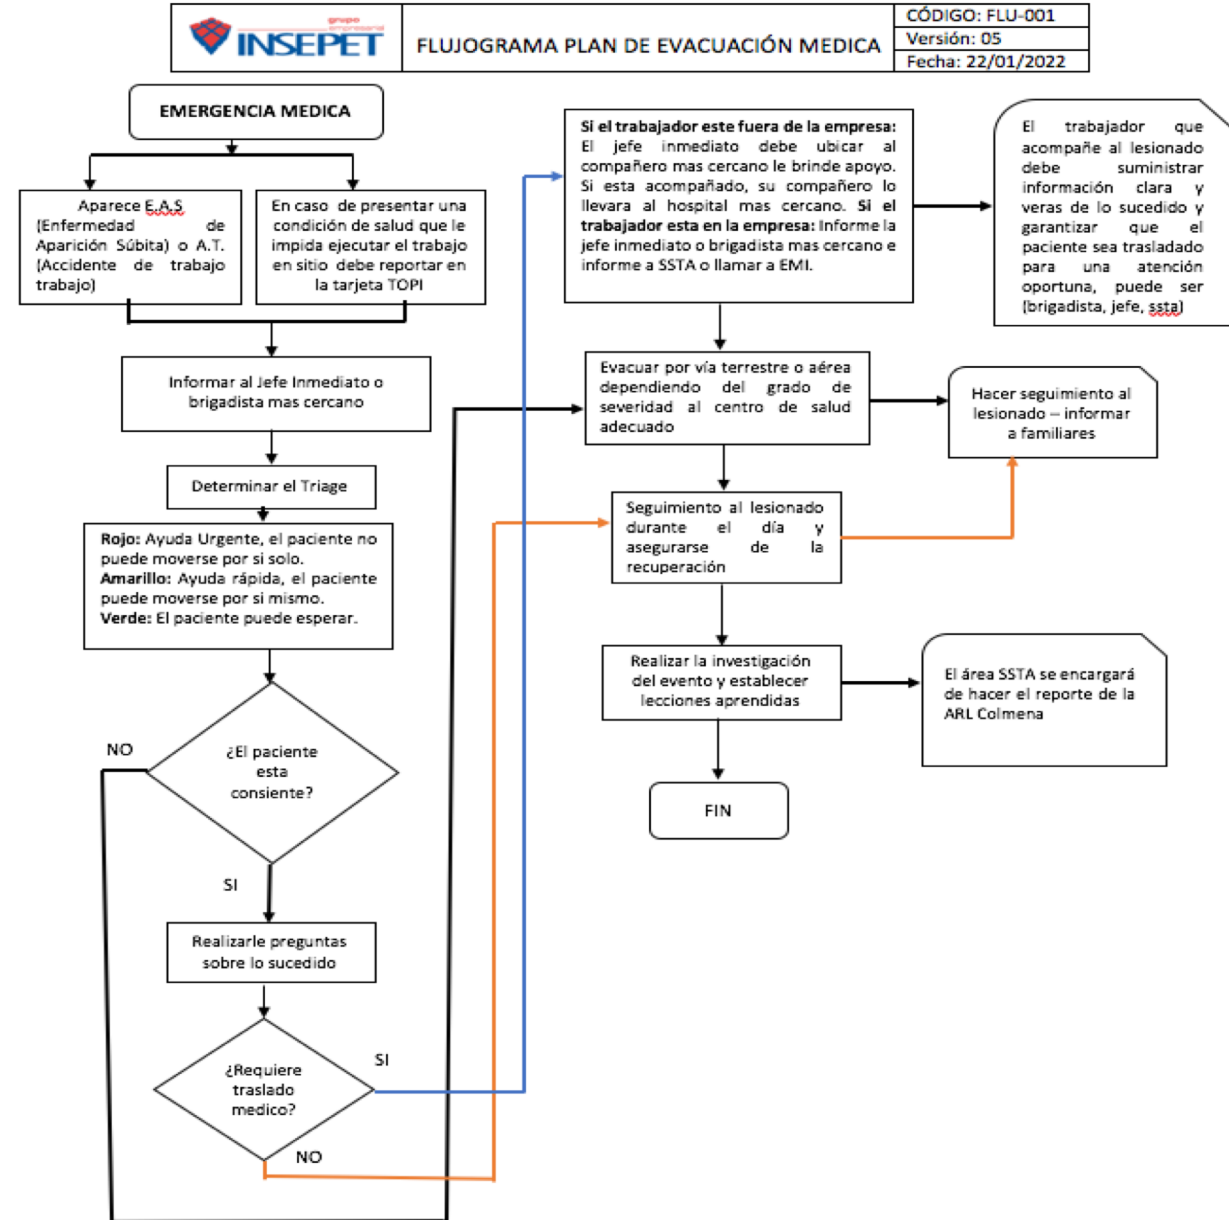 grupo
empresarial
INSEPET
FLUJOGRAMA PLAN DE EVACUACIÓN MEDICA
CÓDIGO: FLU-001
Versión: 05
Fecha: 22/01/2022
EMERGENCIA MEDICA
Aparece E.A.S
(Enfermedad de
Aparición Súbita) o A.T.
(Accidente de trabajo
trabajo)
En caso de presentar una
condición de salud que le
impida ejecutar el trabajo
en sitio debe reportar en
la tarjeta TOPI
Informar al Jefe Inmediato o
brigadista mas cercano
Determinar el Triage
Rojo: Ayuda Urgente, el paciente no
puede moverse por si solo.
Amarillo: Ayuda rápida, el paciente
puede moverse por si mismo.
Verde: El paciente puede esperar.
NO
¿El paciente
esta
consiente?
SI
Realizarle preguntas
sobre lo sucedido
¿Requiere
traslado
medico?
SI
NO
Si el trabajador este fuera de la empresa:
El jefe inmediato debe ubicar al
compañero mas cercano le brinde apoyo.
Si esta acompañado, su compañero lo
llevara al hospital mas cercano. Si el
trabajador esta en la empresa: Informe la
jefe inmediato o brigadista mas cercano e
informe a SSTA o llamar a EMI.
El trabajador que
acompañe al lesionado
debe suministrar
información clara y
veras de lo sucedido y
garantizar que el
paciente sea trasladado
para una atención
oportuna, puede ser
(brigadista, jefe, ssta)
Evacuar por vía terrestre o aérea
dependiendo del grado de
severidad al centro de salud
adecuado
Hacer seguimiento al
lesionado – informar
a familiares
Seguimiento al lesionado
durante el día y
asegurarse de la
recuperación
Realizar la investigación
del evento y establecer
lecciones aprendidas
El área SSTA se encargará
de hacer el reporte de la
ARL Colmena
FIN